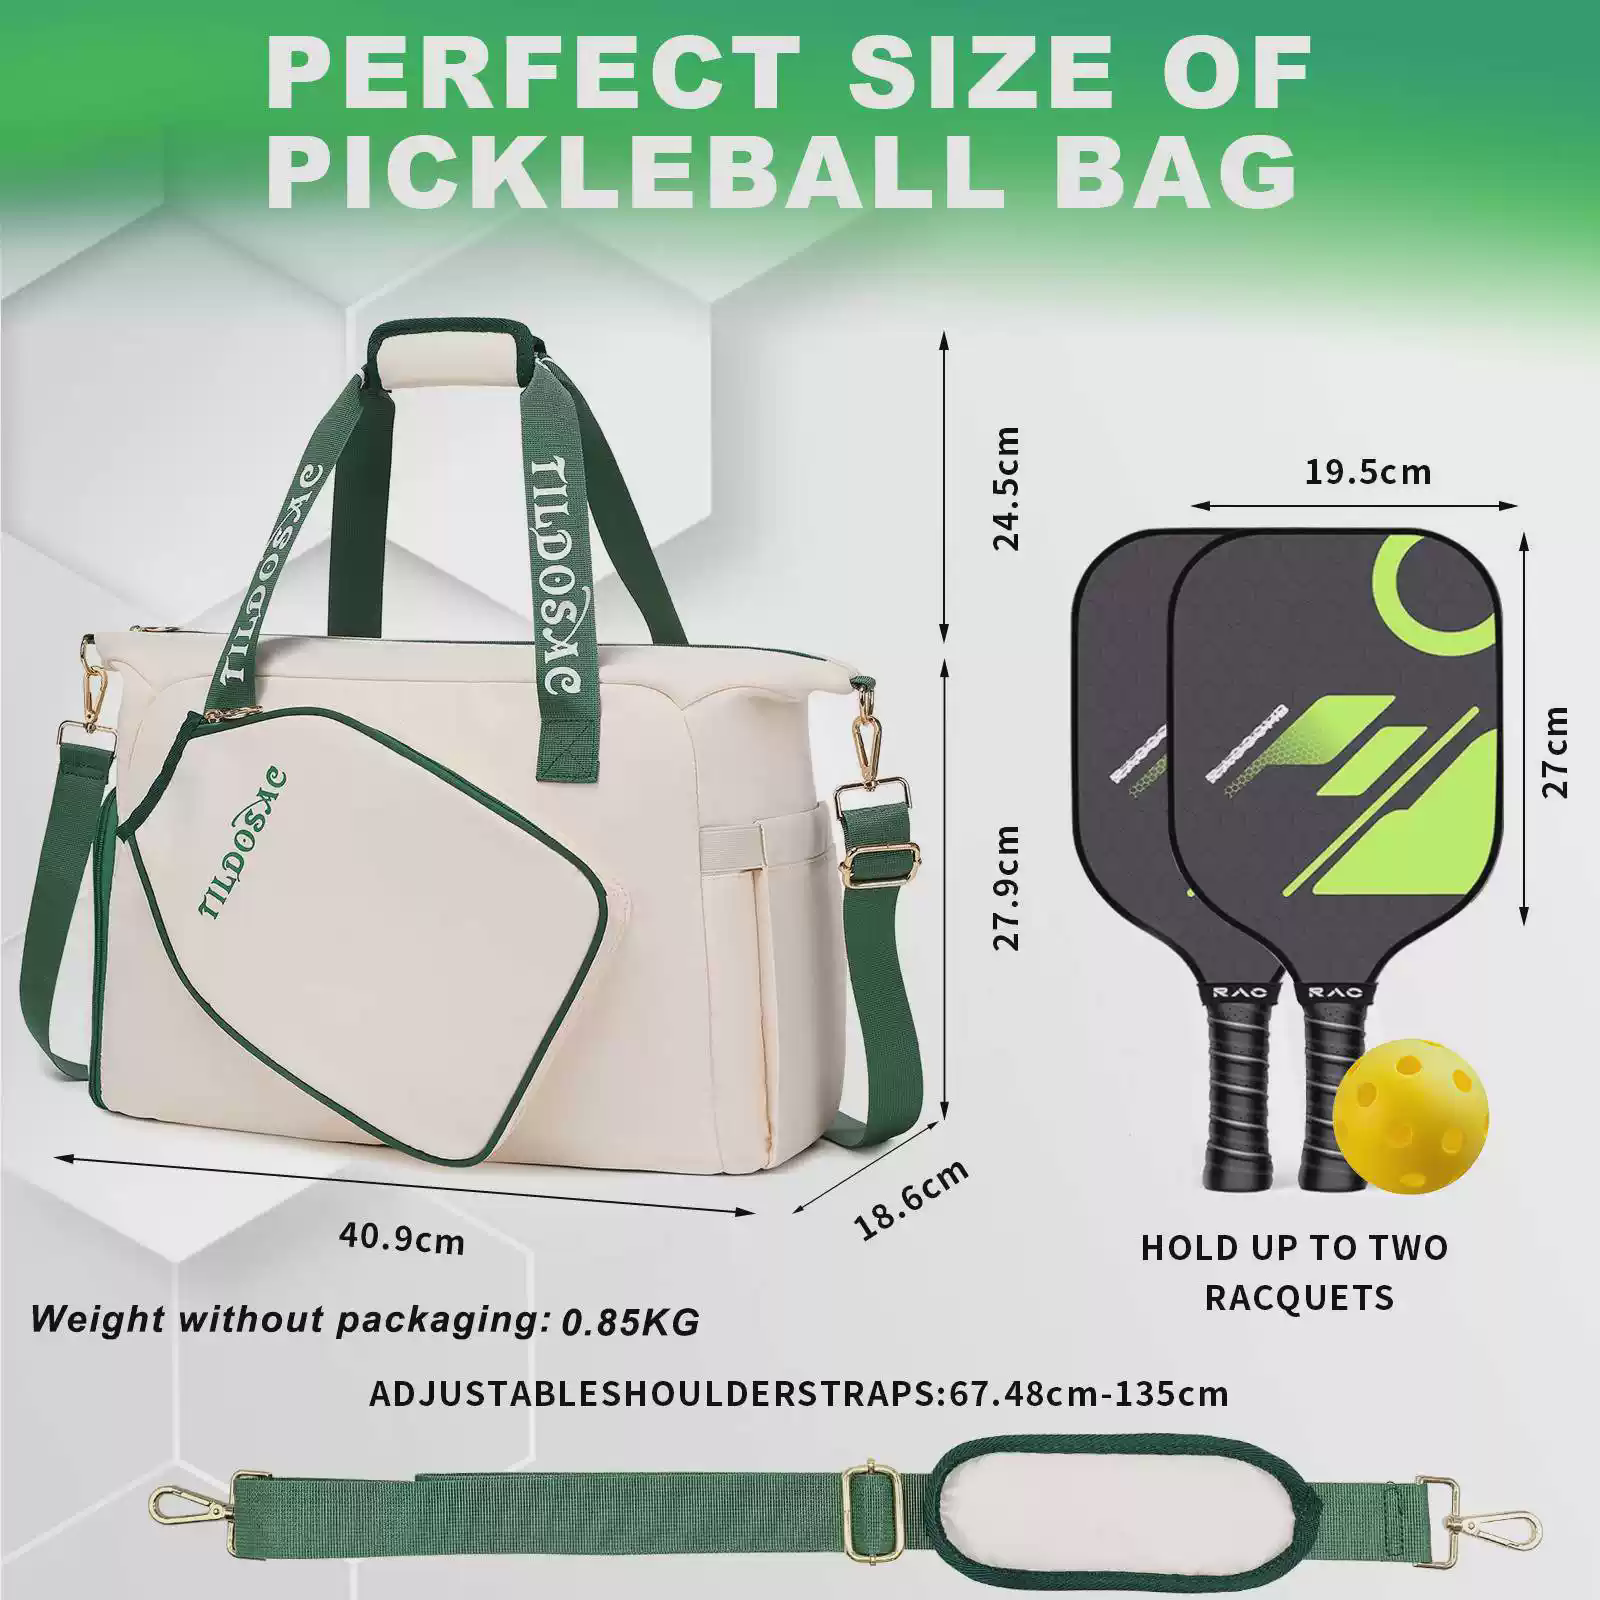 PERFECT SIZE OF
PICKLEBALL BAG
24.5cm
19.5cm
TILDOSAC
TILDOSAC
TILDOSAC
27cm
27.9cm
RAC
RAC
18.6cm
40.9cm
HOLD UP TO TWO
RACQUETS
Weight without packaging: 0.85KG
ADJUSTABLESHOULDERSTRAPS:67.48cm-135cm